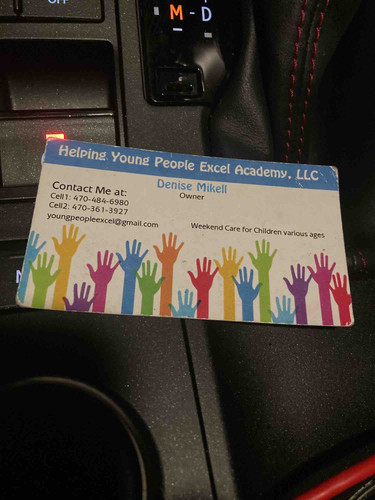 OFF
M - D
Helping Young People Excel Academy, LLC
Denise Mikell
Owner
Contact Me at:
Cell1: 470-484-6980
Cell2: 470-361-3927
youngpeopleexcel@gmail.com
Weekend Care for Children various ages
N